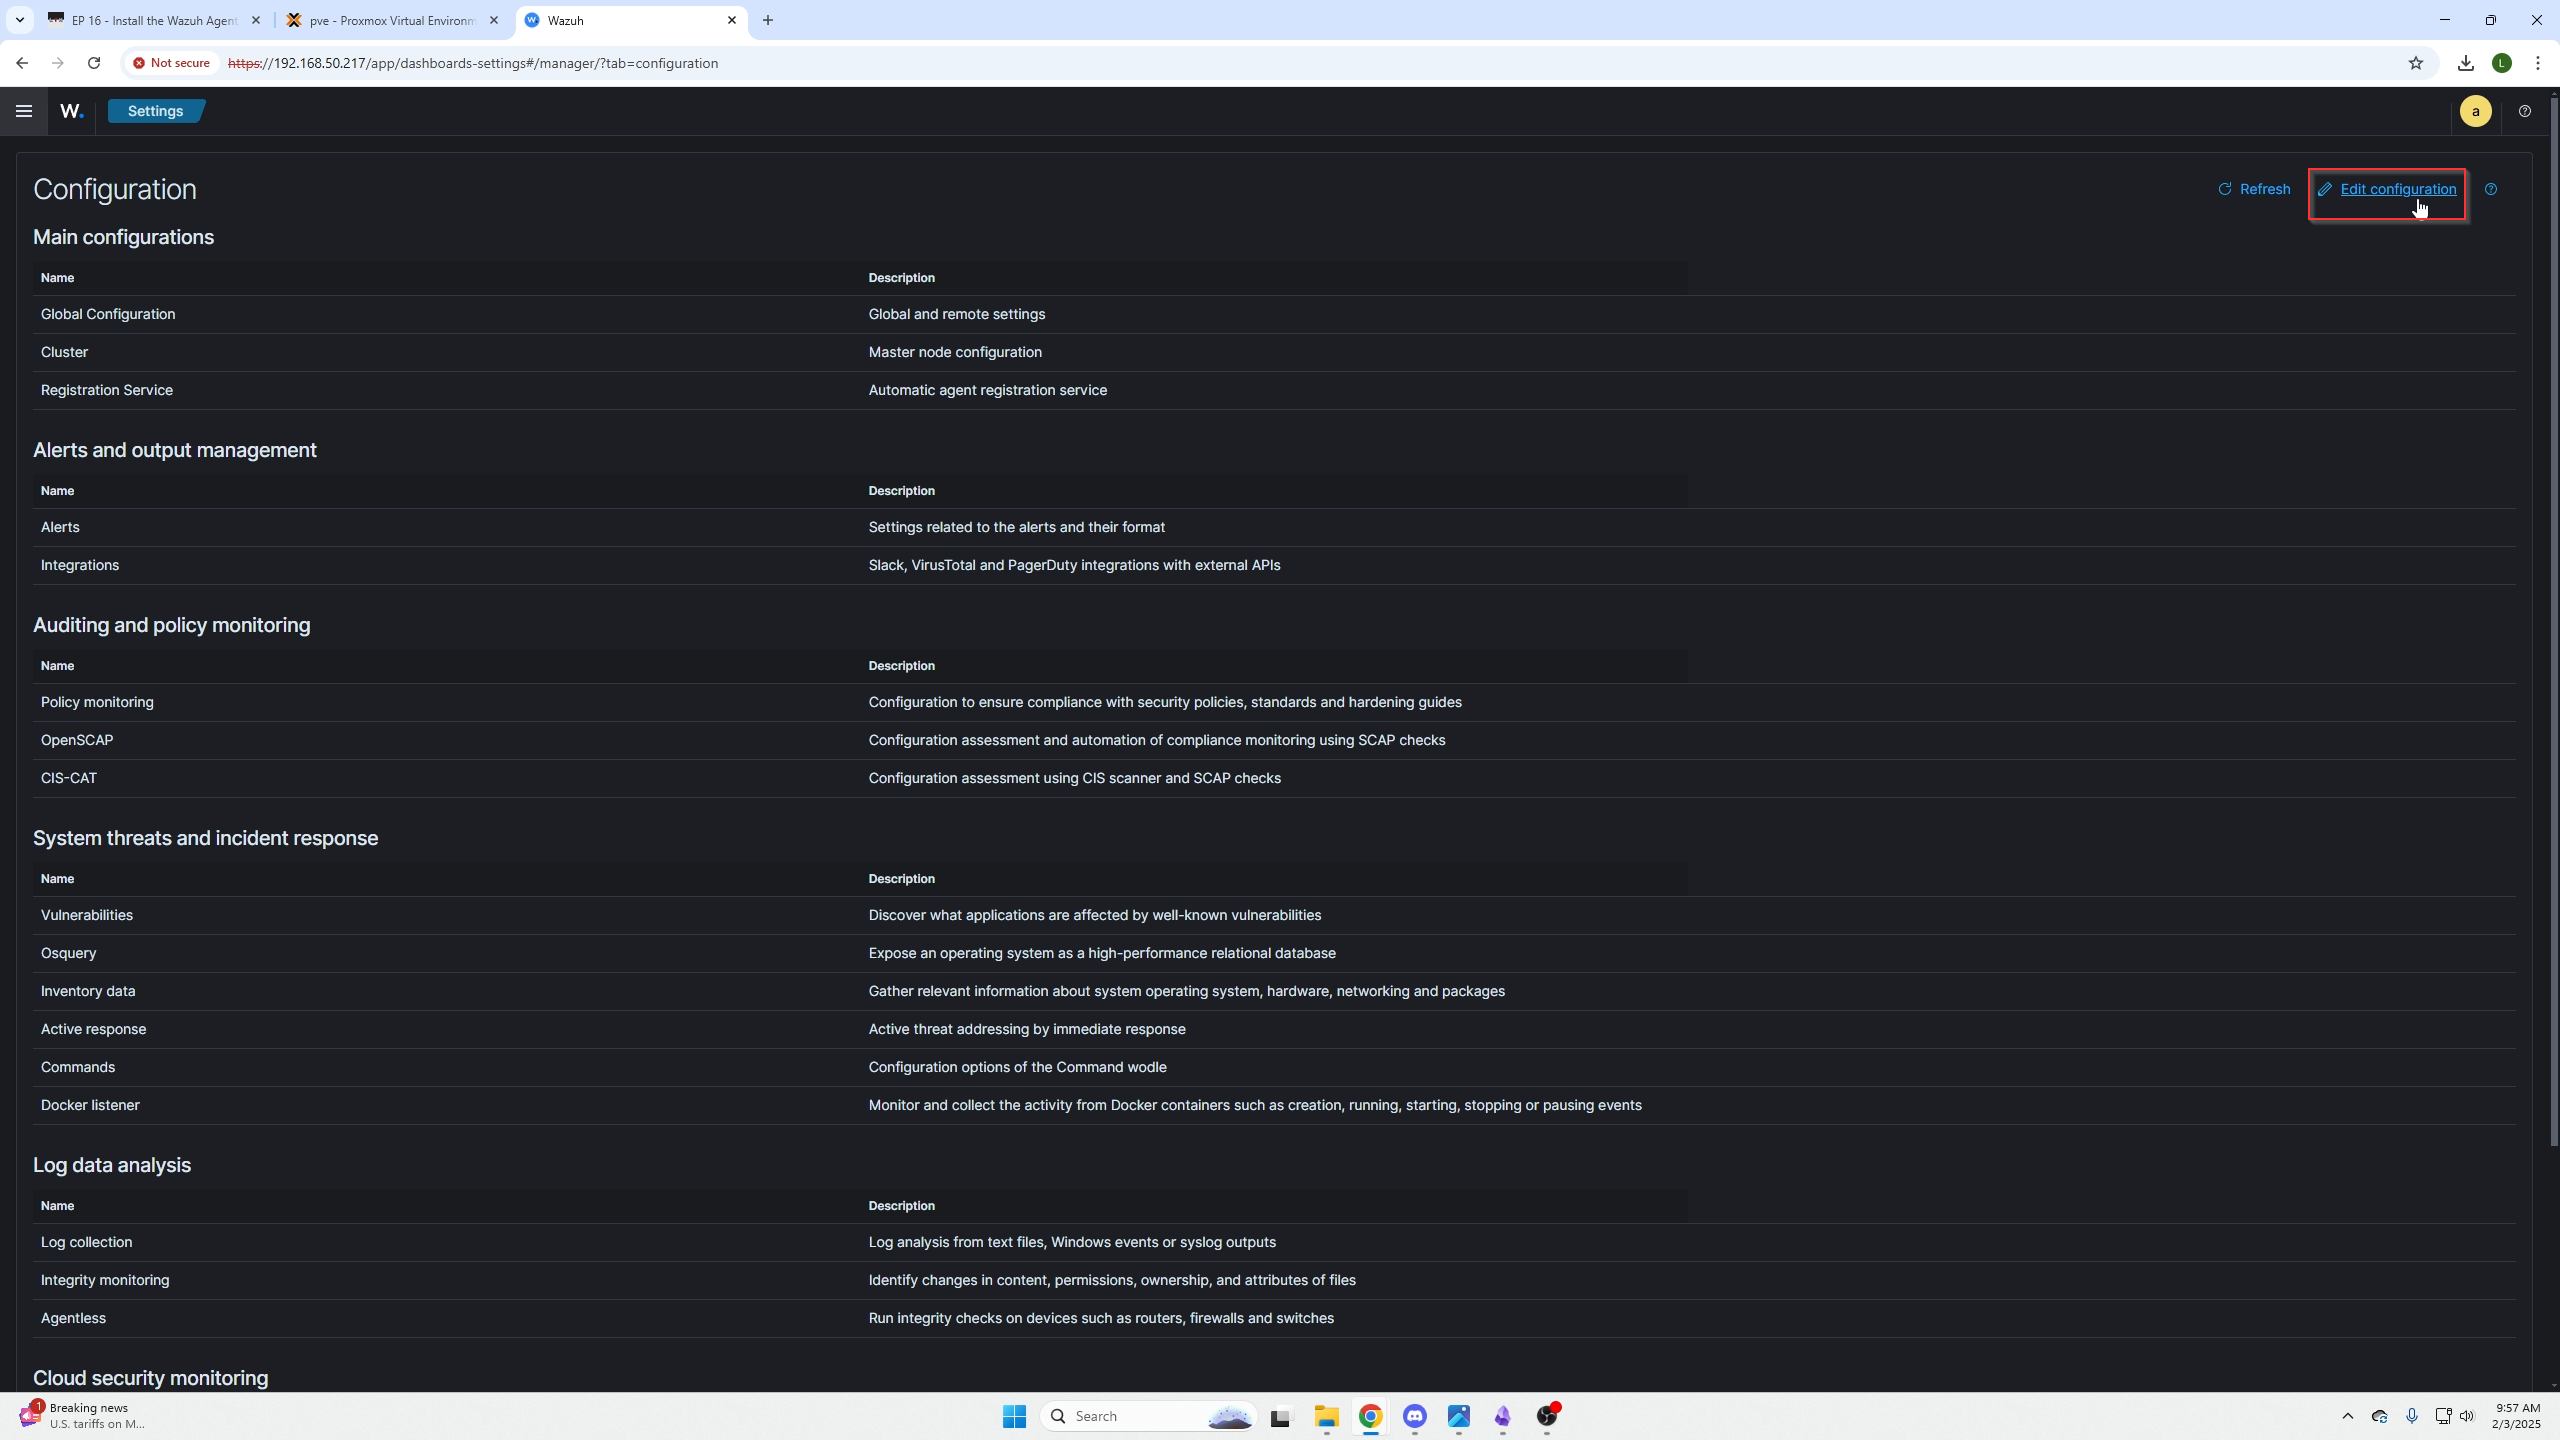 EP 16 - Install the Wazuh Agent
pve - Proxmox Virtual Environm
Wazuh
Not secure
https://192.168.50.217/app/dashboards-settings#/manager/?tab=configuration
L
W.
Settings
a
Configuration
Refresh
Edit configuration
Main configurations
Name Description
Global Configuration Global and remote settings
Cluster Master node configuration
Registration Service Automatic agent registration service
Alerts and output management
Name Description
Alerts Settings related to the alerts and their format
Integrations Slack, VirusTotal and PagerDuty integrations with external APIs
Auditing and policy monitoring
Name Description
Policy monitoring Configuration to ensure compliance with security policies, standards and hardening guides
OpenSCAP Configuration assessment and automation of compliance monitoring using SCAP checks
CIS-CAT Configuration assessment using CIS scanner and SCAP checks
System threats and incident response
Name Description
Vulnerabilities Discover what applications are affected by well-known vulnerabilities
Osquery Expose an operating system as a high-performance relational database
Inventory data Gather relevant information about system operating system, hardware, networking and packages
Active response Active threat addressing by immediate response
Commands Configuration options of the Command wodle
Docker listener Monitor and collect the activity from Docker containers such as creation, running, starting, stopping or pausing events
Log data analysis
Name Description
Log collection Log analysis from text files, Windows events or syslog outputs
Integrity monitoring Identify changes in content, permissions, ownership, and attributes of files
Agentless Run integrity checks on devices such as routers, firewalls and switches
Cloud security monitoring
1
Breaking news
U.S. tariffs on M...
Search
9:57 AM
2/3/2025